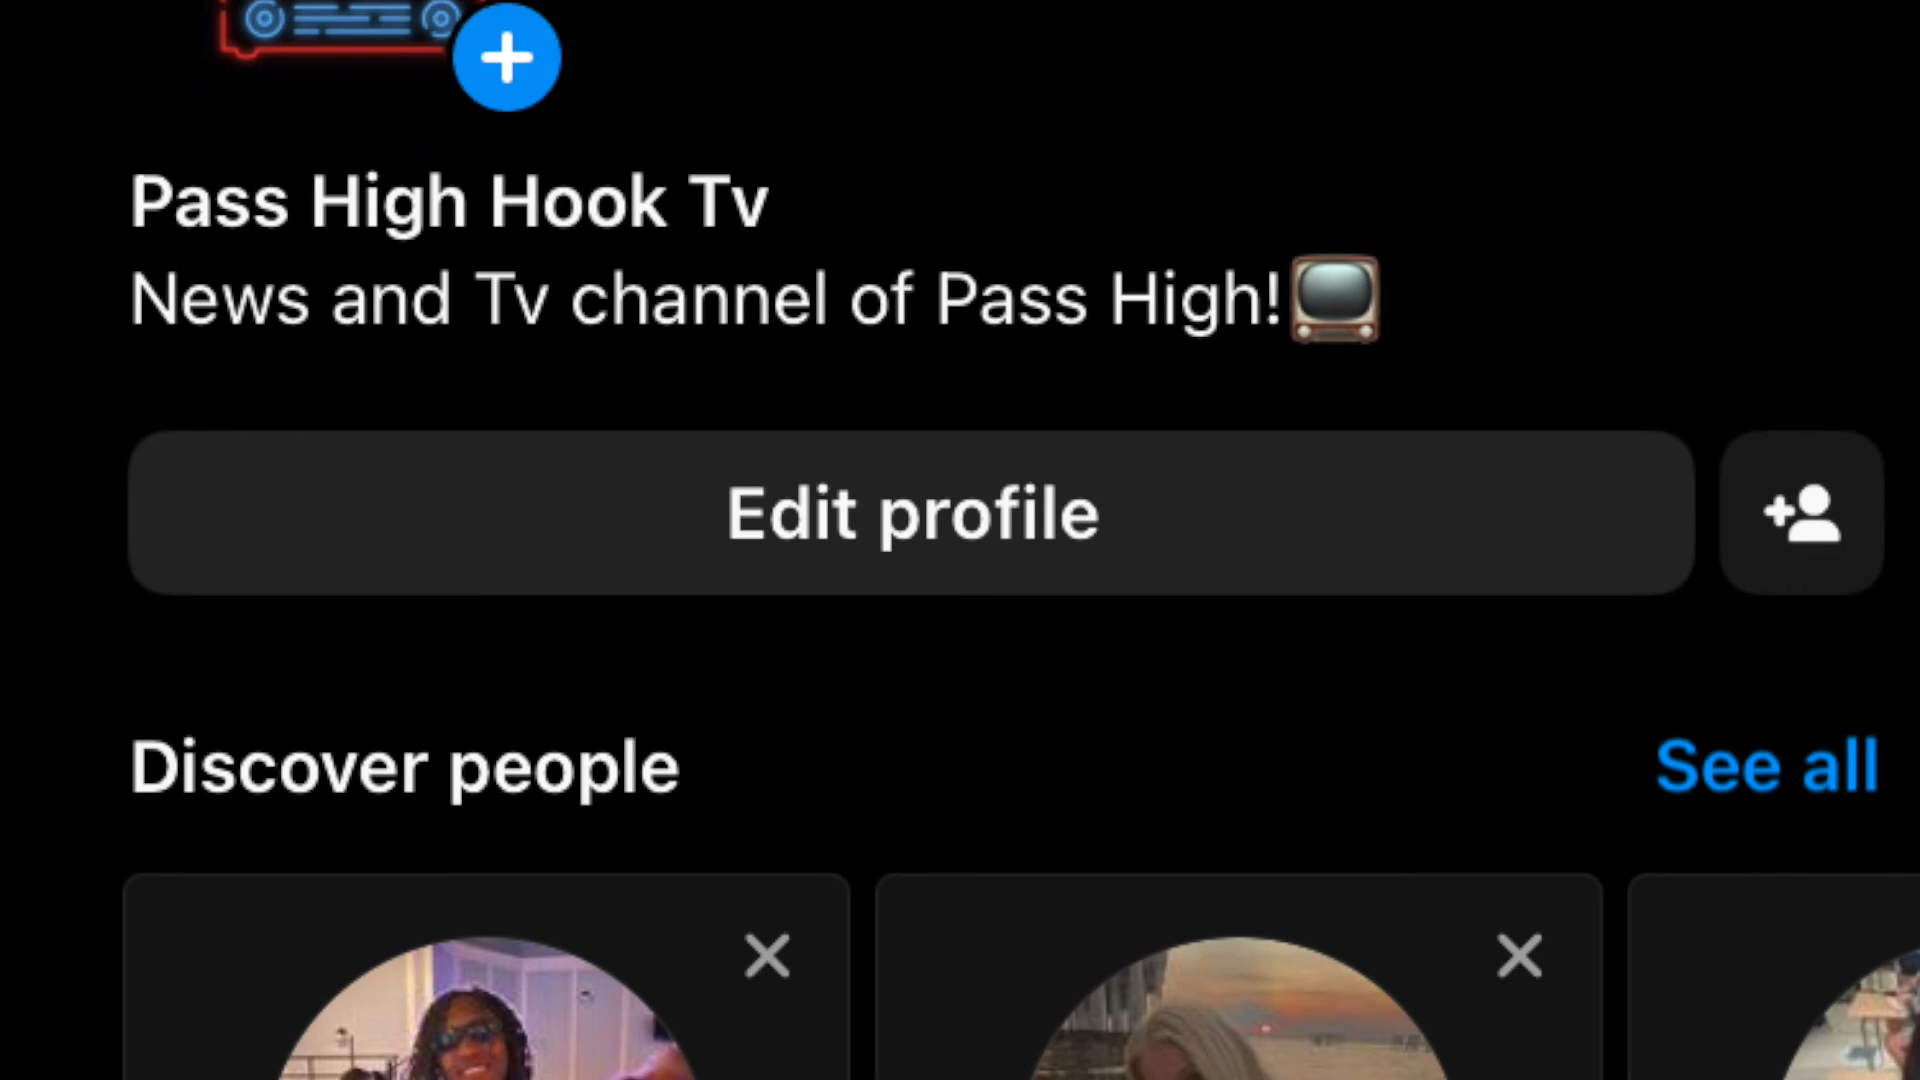 Pass High Hook Tv
News and Tv channel of Pass High!📺
Edit profile
Discover people
See all